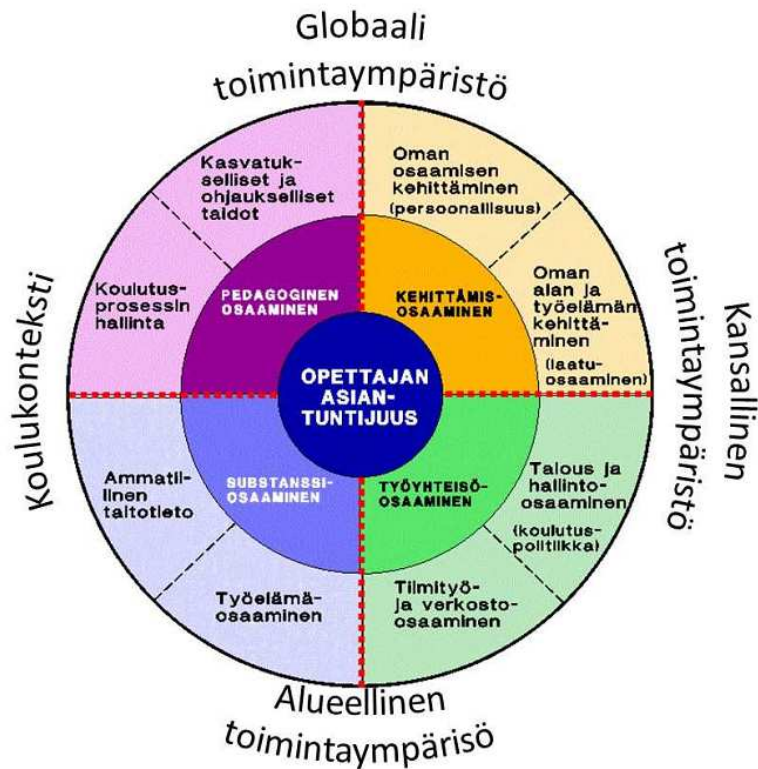 Globaali
toimintaympäristö
Kasvatuk-
selliset ja
ohjaukselliset
taidot
Oman
osaamisen
kehittäminen
(persoonallisuus)
Koulutus-
prosessin
hallinta
PEDAGOGINEN
OSAAMINEN
KEHITTÄMIS-
OSAAMINEN
Oman
alan ja
työelämän
kehittä-
minen
(laatu-
osaaminen)
Koulukonteksti
OPETTAJAN
ASIAN-
TUNTIJUUS
Kansallinen
toimintaympäristö
Ammatil-
linen
taitotieto
SUBSTANSSI-
OSAAMINEN
TYÖYHTEISÖ-
OSAAMINEN
Talous ja
hallinto-
osaaminen
(koulutus-
politiikka)
Työelämä-
osaaminen
Tiimityö-
ja verkosto-
osaaminen
Alueellinen
toimintaympärisö